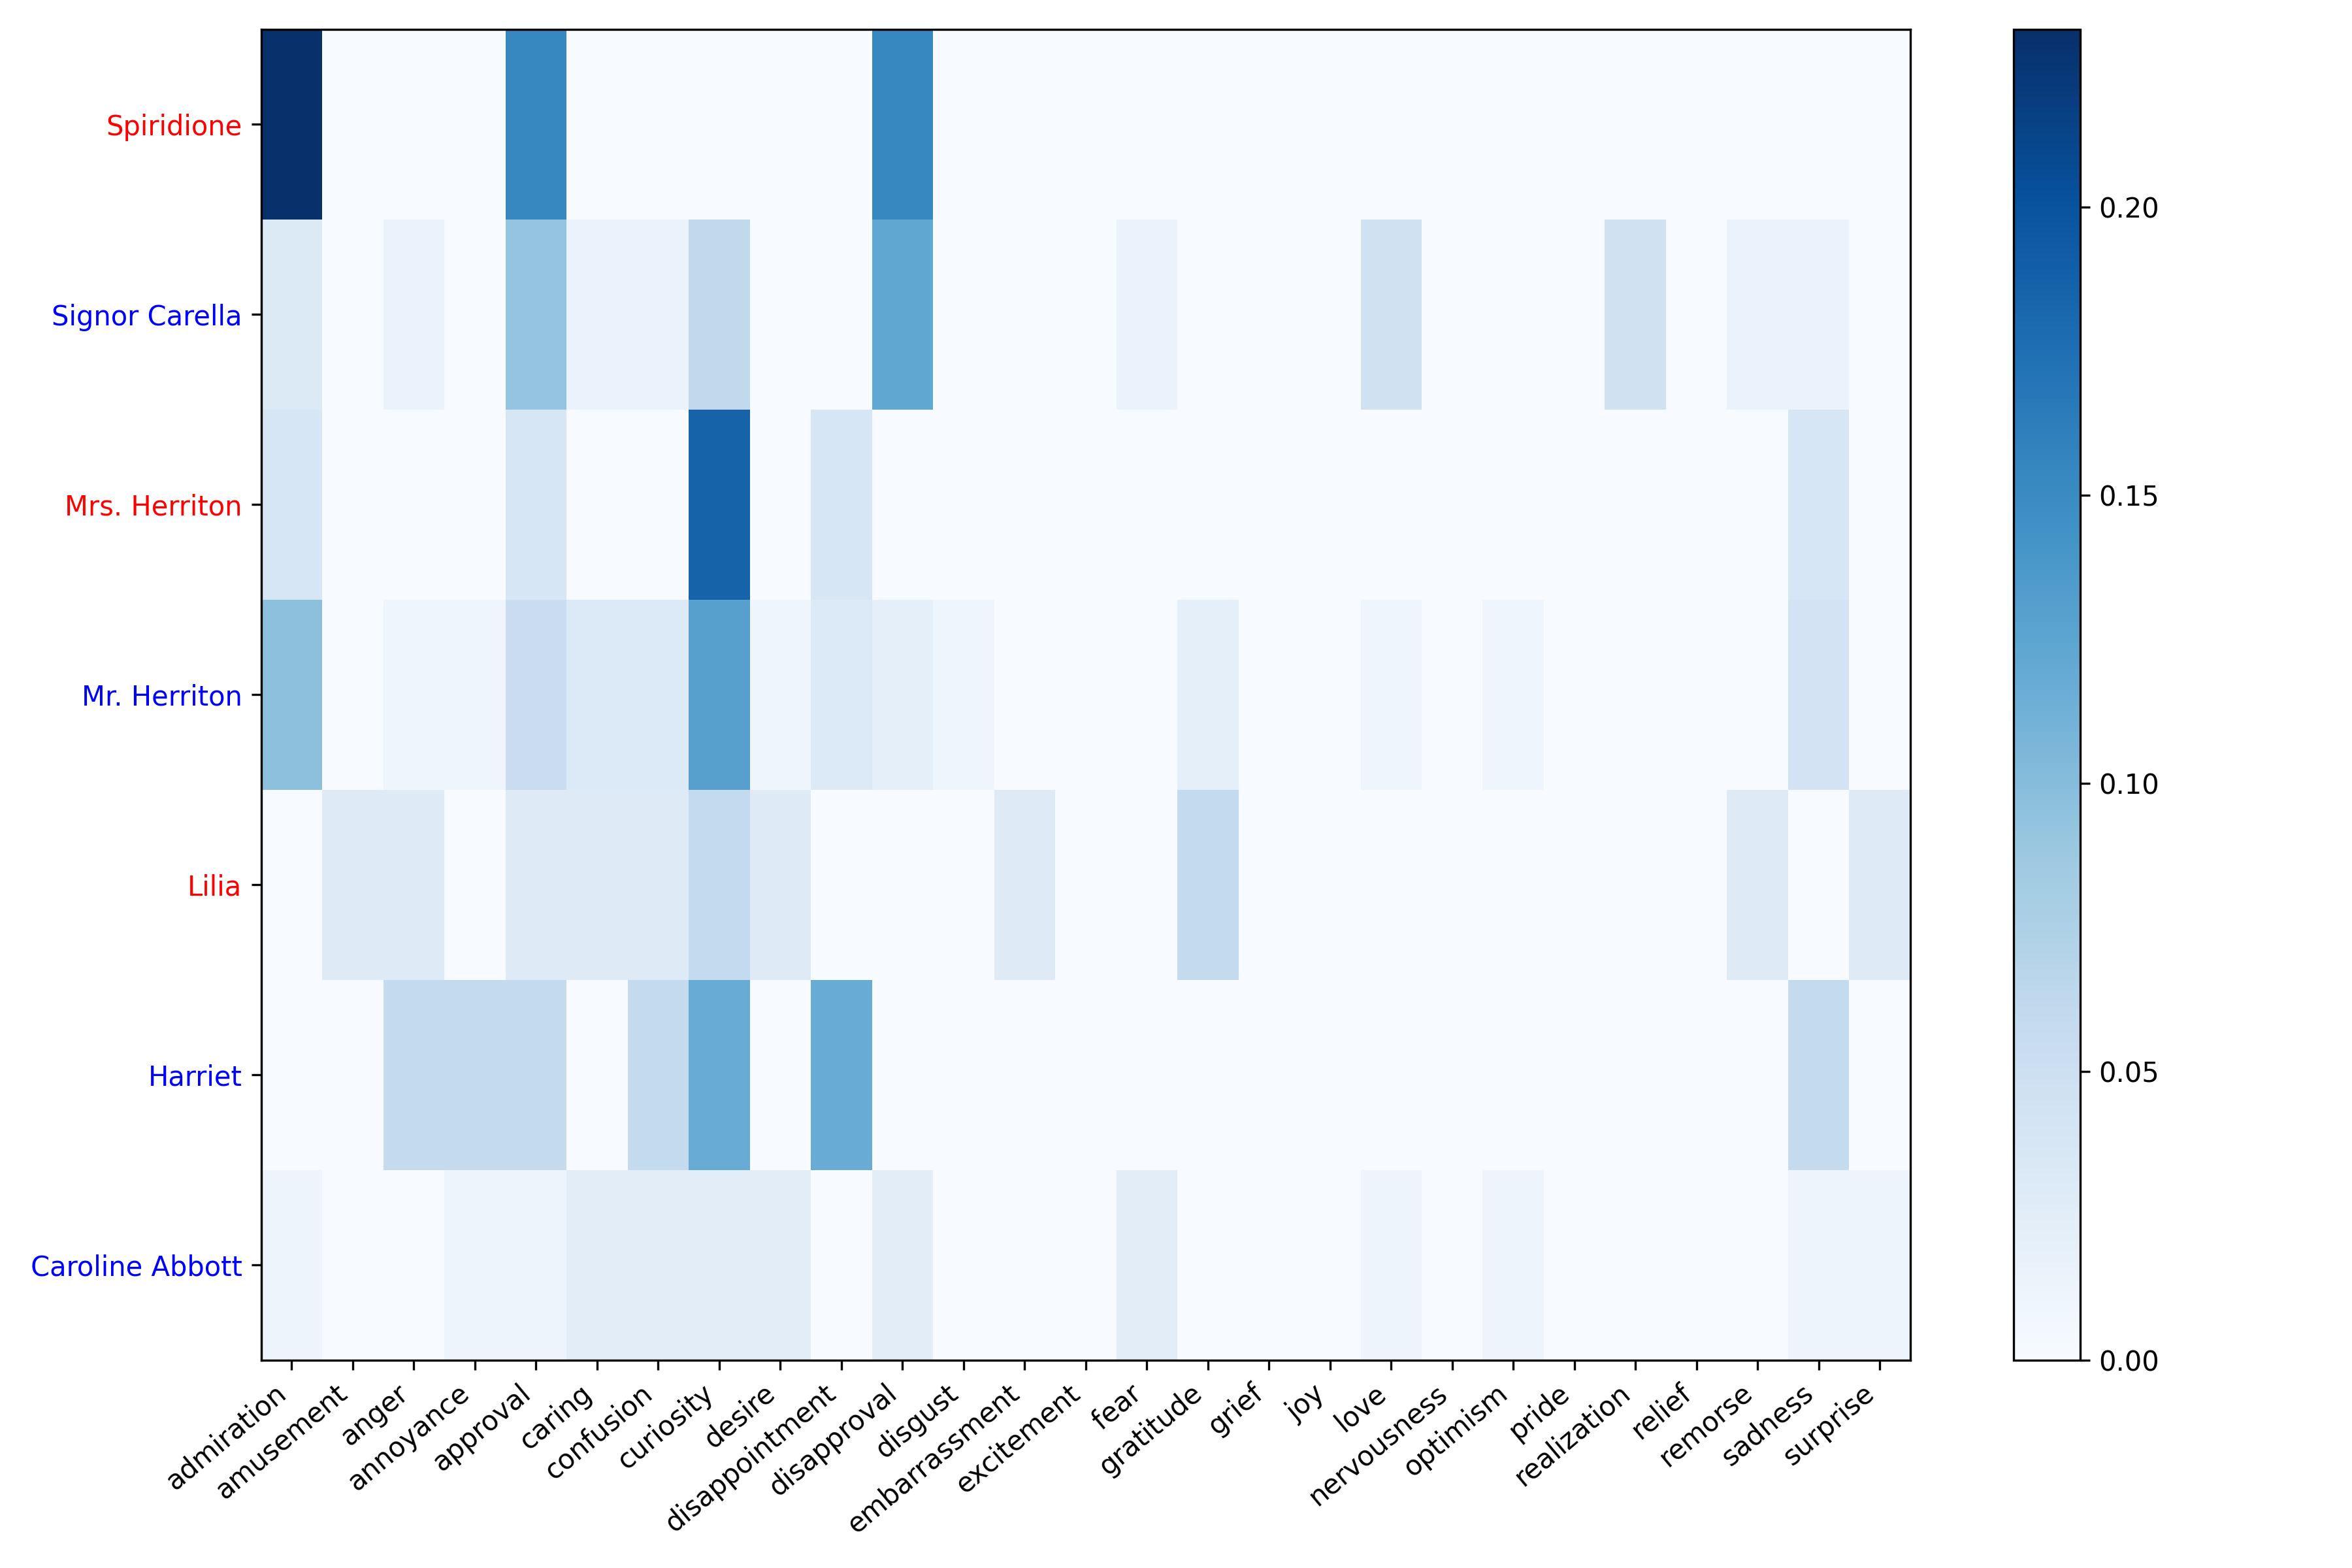 Spiridione
Signor Carella
Mrs. Herriton
Mr. Herriton
Lilia
Harriet
Caroline Abbott
admiration
amusement
anger
annoyance
approval
caring
confusion
curiosity
desire
disappointment
disapproval
disgust
embarrassment
excitement
fear
gratitude
grief
joy
love
nervousness
optimism
pride
realization
relief
remorse
sadness
surprise
0.20
0.15
0.10
0.05
0.00